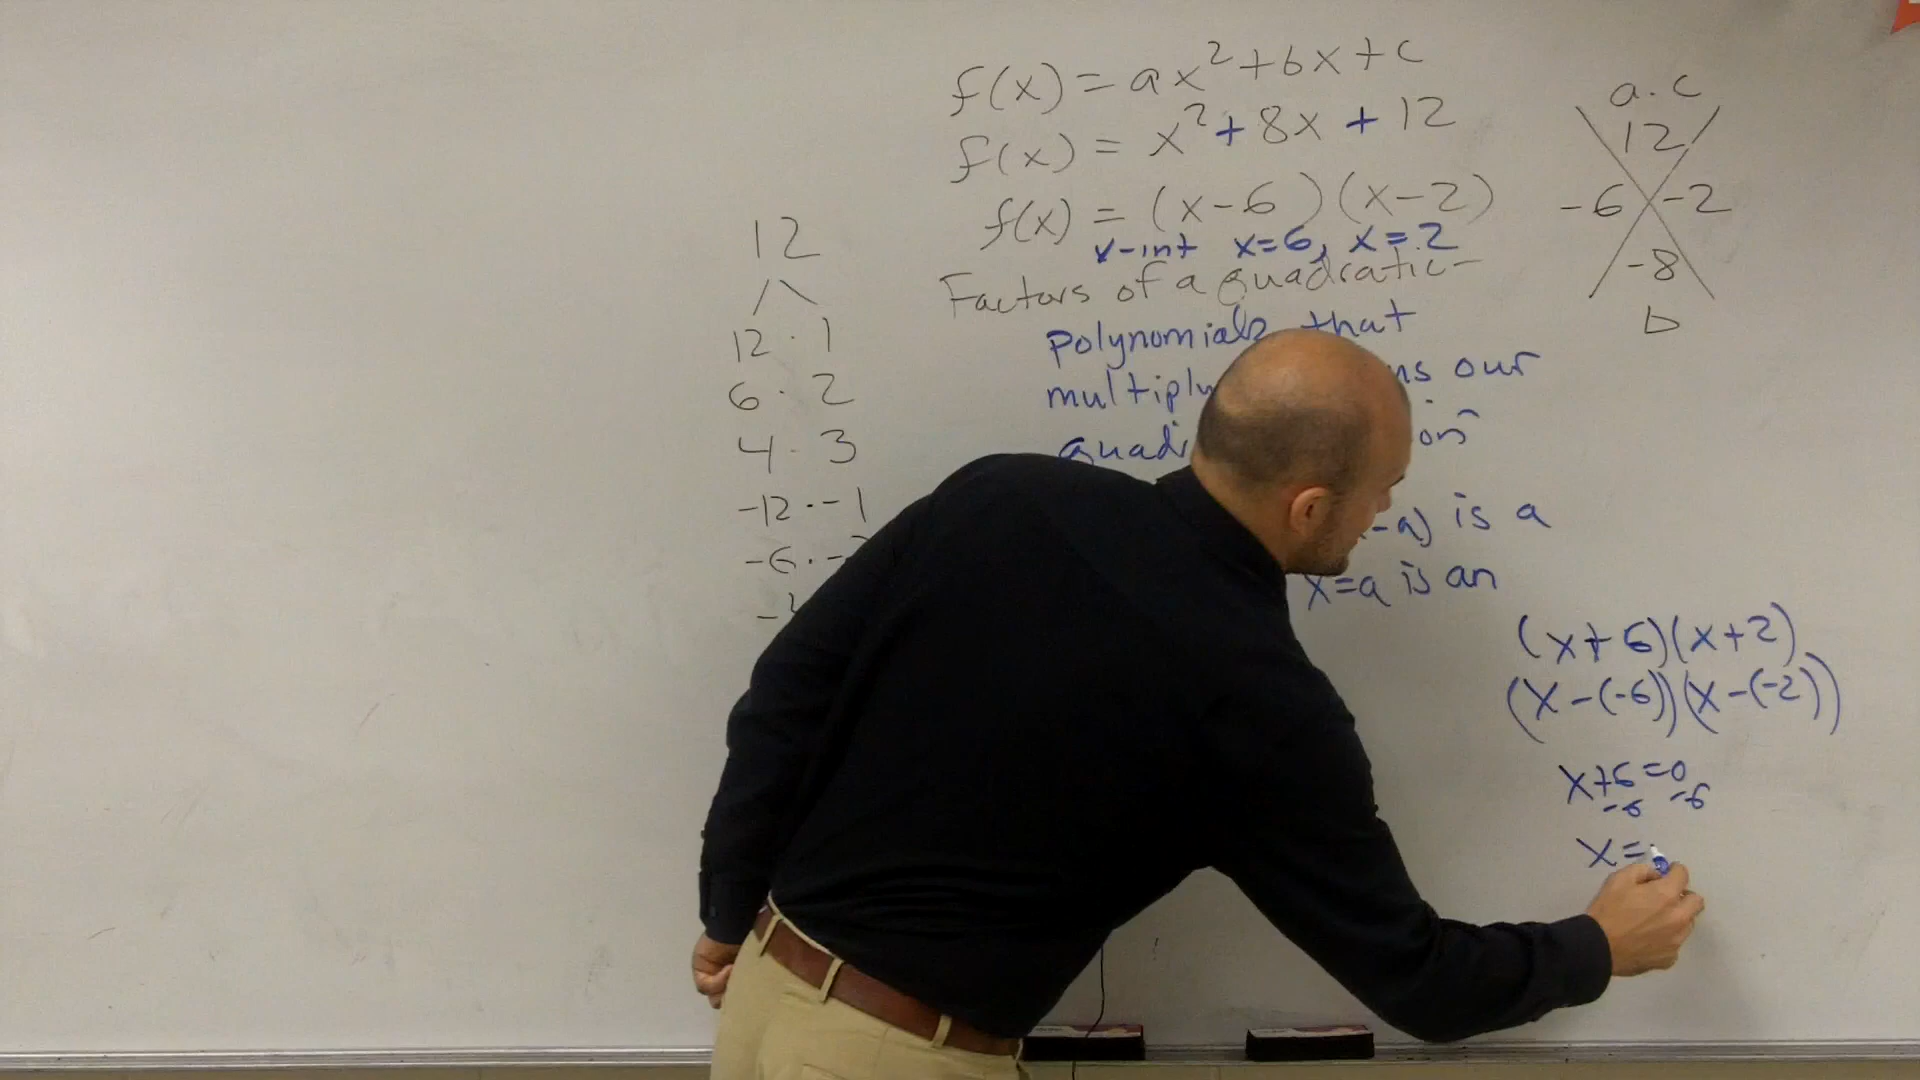 f(x) = ax²+bx+c
f(x) = x²+8x+12
f(x) = (x-6)(x-2)
x-int x=6, x=2
Factors of a quadratic-
Polynomials that
multiply our
is a
x=a is an
12
12 · 1
6 · 2
4 · 3
-12 · -1
-6 · -
a·c
12
-6 -2
-8
b
(x+6)(x+2)
(x-(-6))(x-(-2))
x+6=0
-6 -6
x=